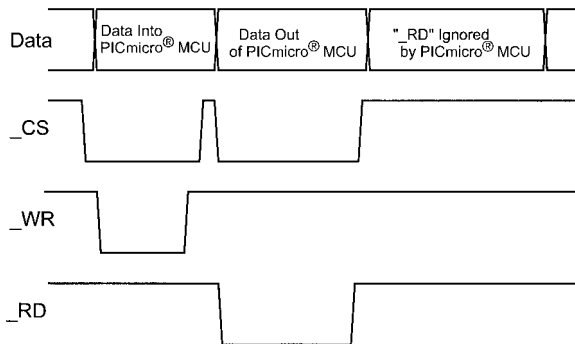 Data
Data Into
PICmicro® MCU
Data Out
of PICmicro® MCU
"_RD" Ignored
by PICmicro® MCU
_CS
_WR
_RD